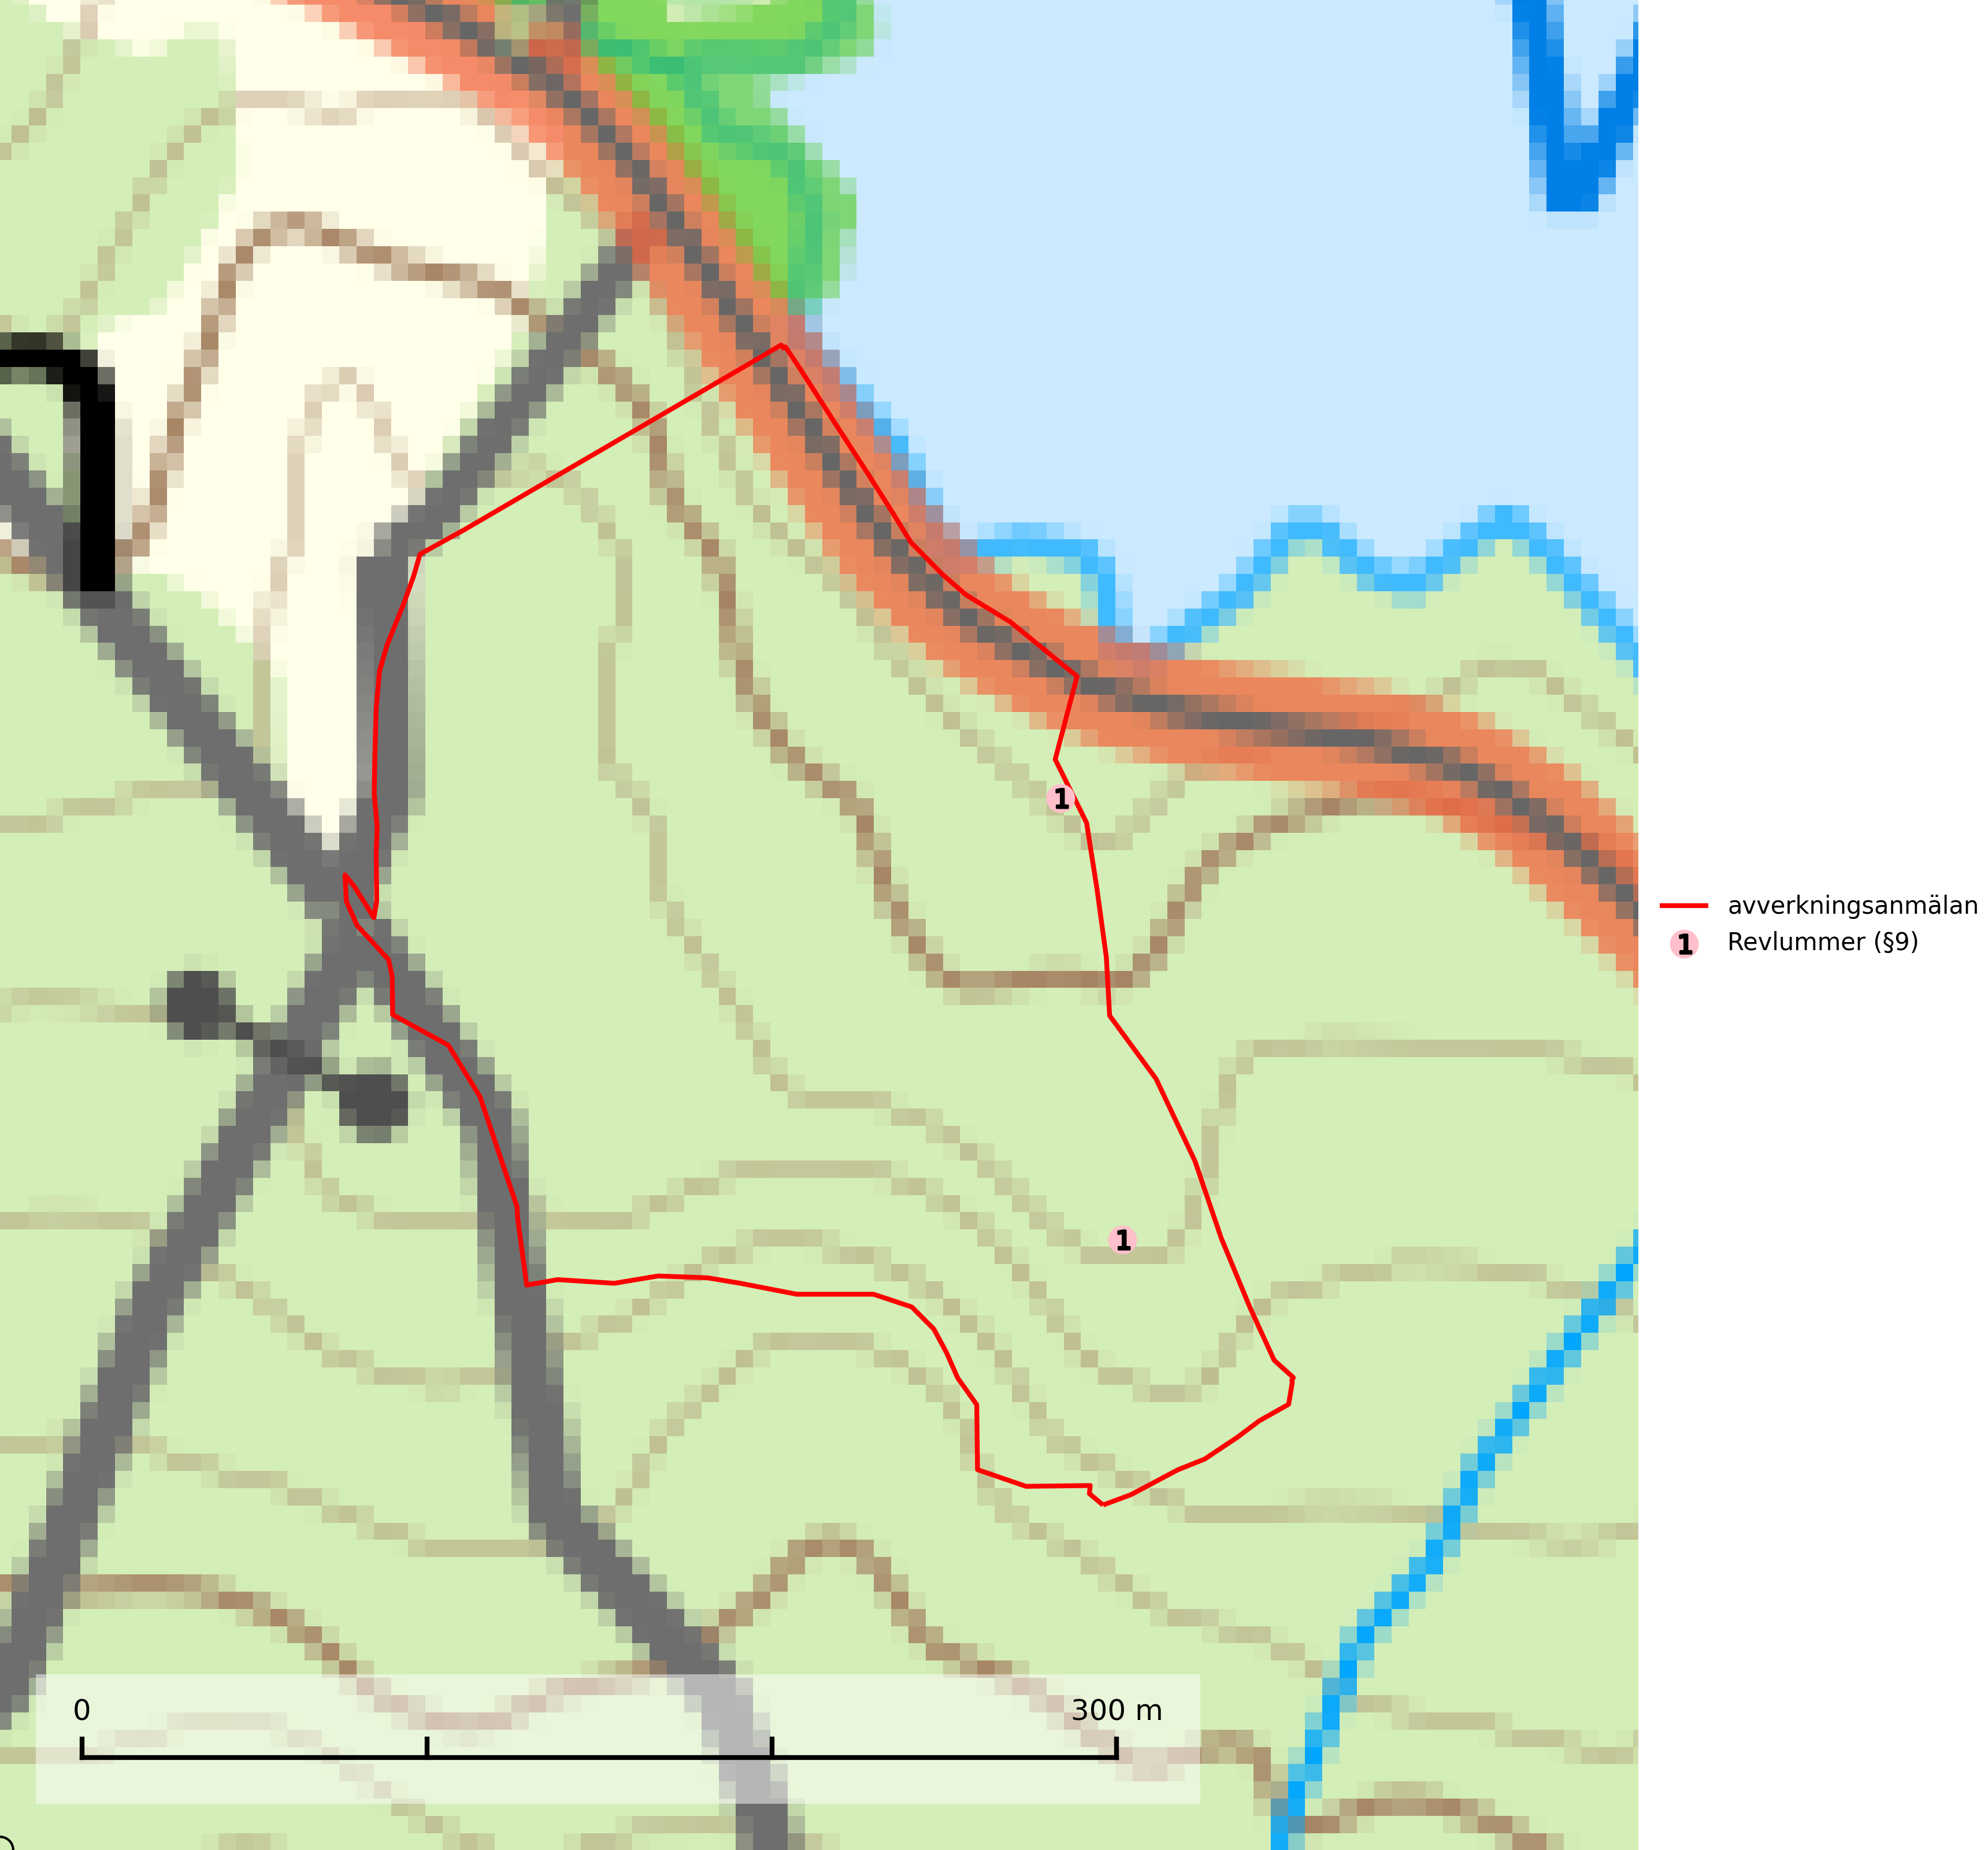 1
1
avverkningsanmälan
1 Revlummer (§9)
0 300 m